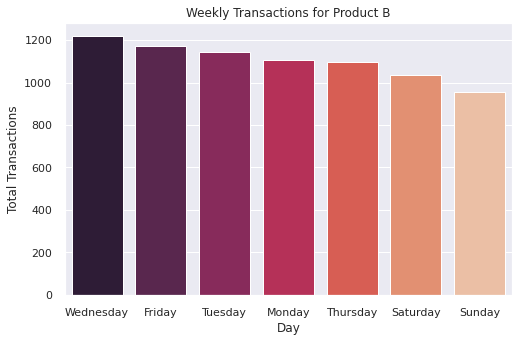 Weekly Transactions for Product B
Total Transactions
1200
1000
800
600
400
200
0
Wednesday Friday Tuesday Monday Thursday Saturday Sunday
Day